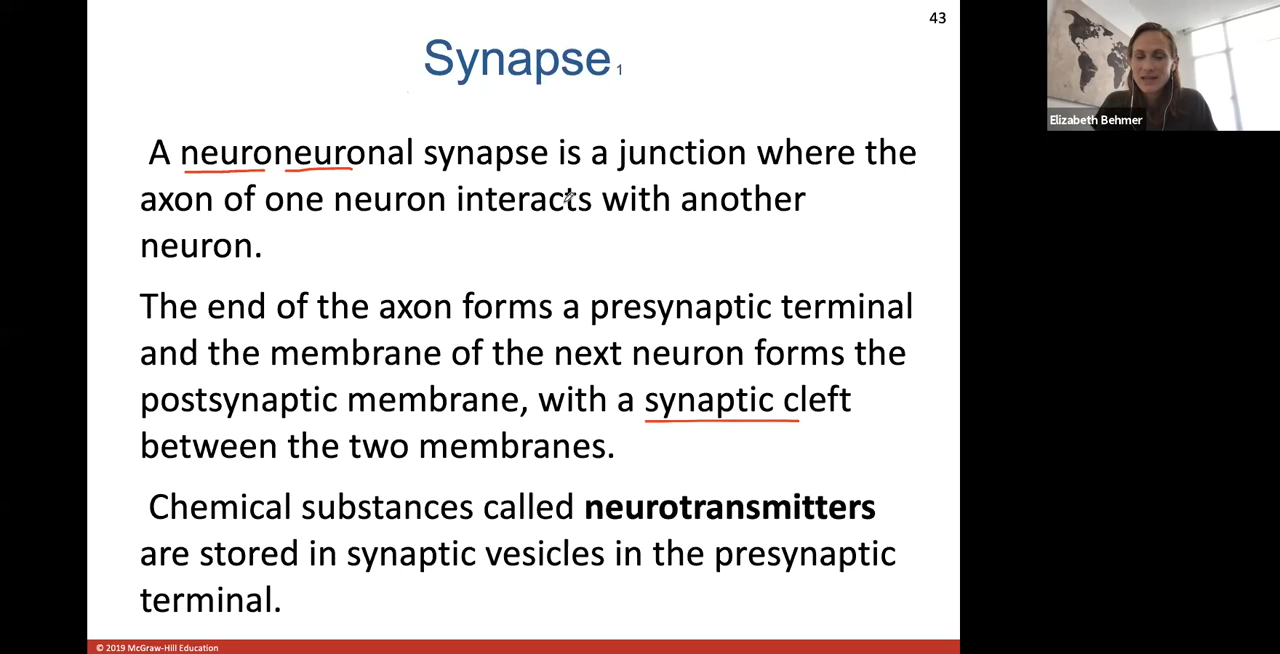 43
Synapse 1
A neuroneuronal synapse is a junction where the
axon of one neuron interacts with another
neuron.
The end of the axon forms a presynaptic terminal
and the membrane of the next neuron forms the
postsynaptic membrane, with a synaptic cleft
between the two membranes.
Chemical substances called neurotransmitters
are stored in synaptic vesicles in the presynaptic
terminal.
© 2019 McGraw-Hill Education
Elizabeth Behmer